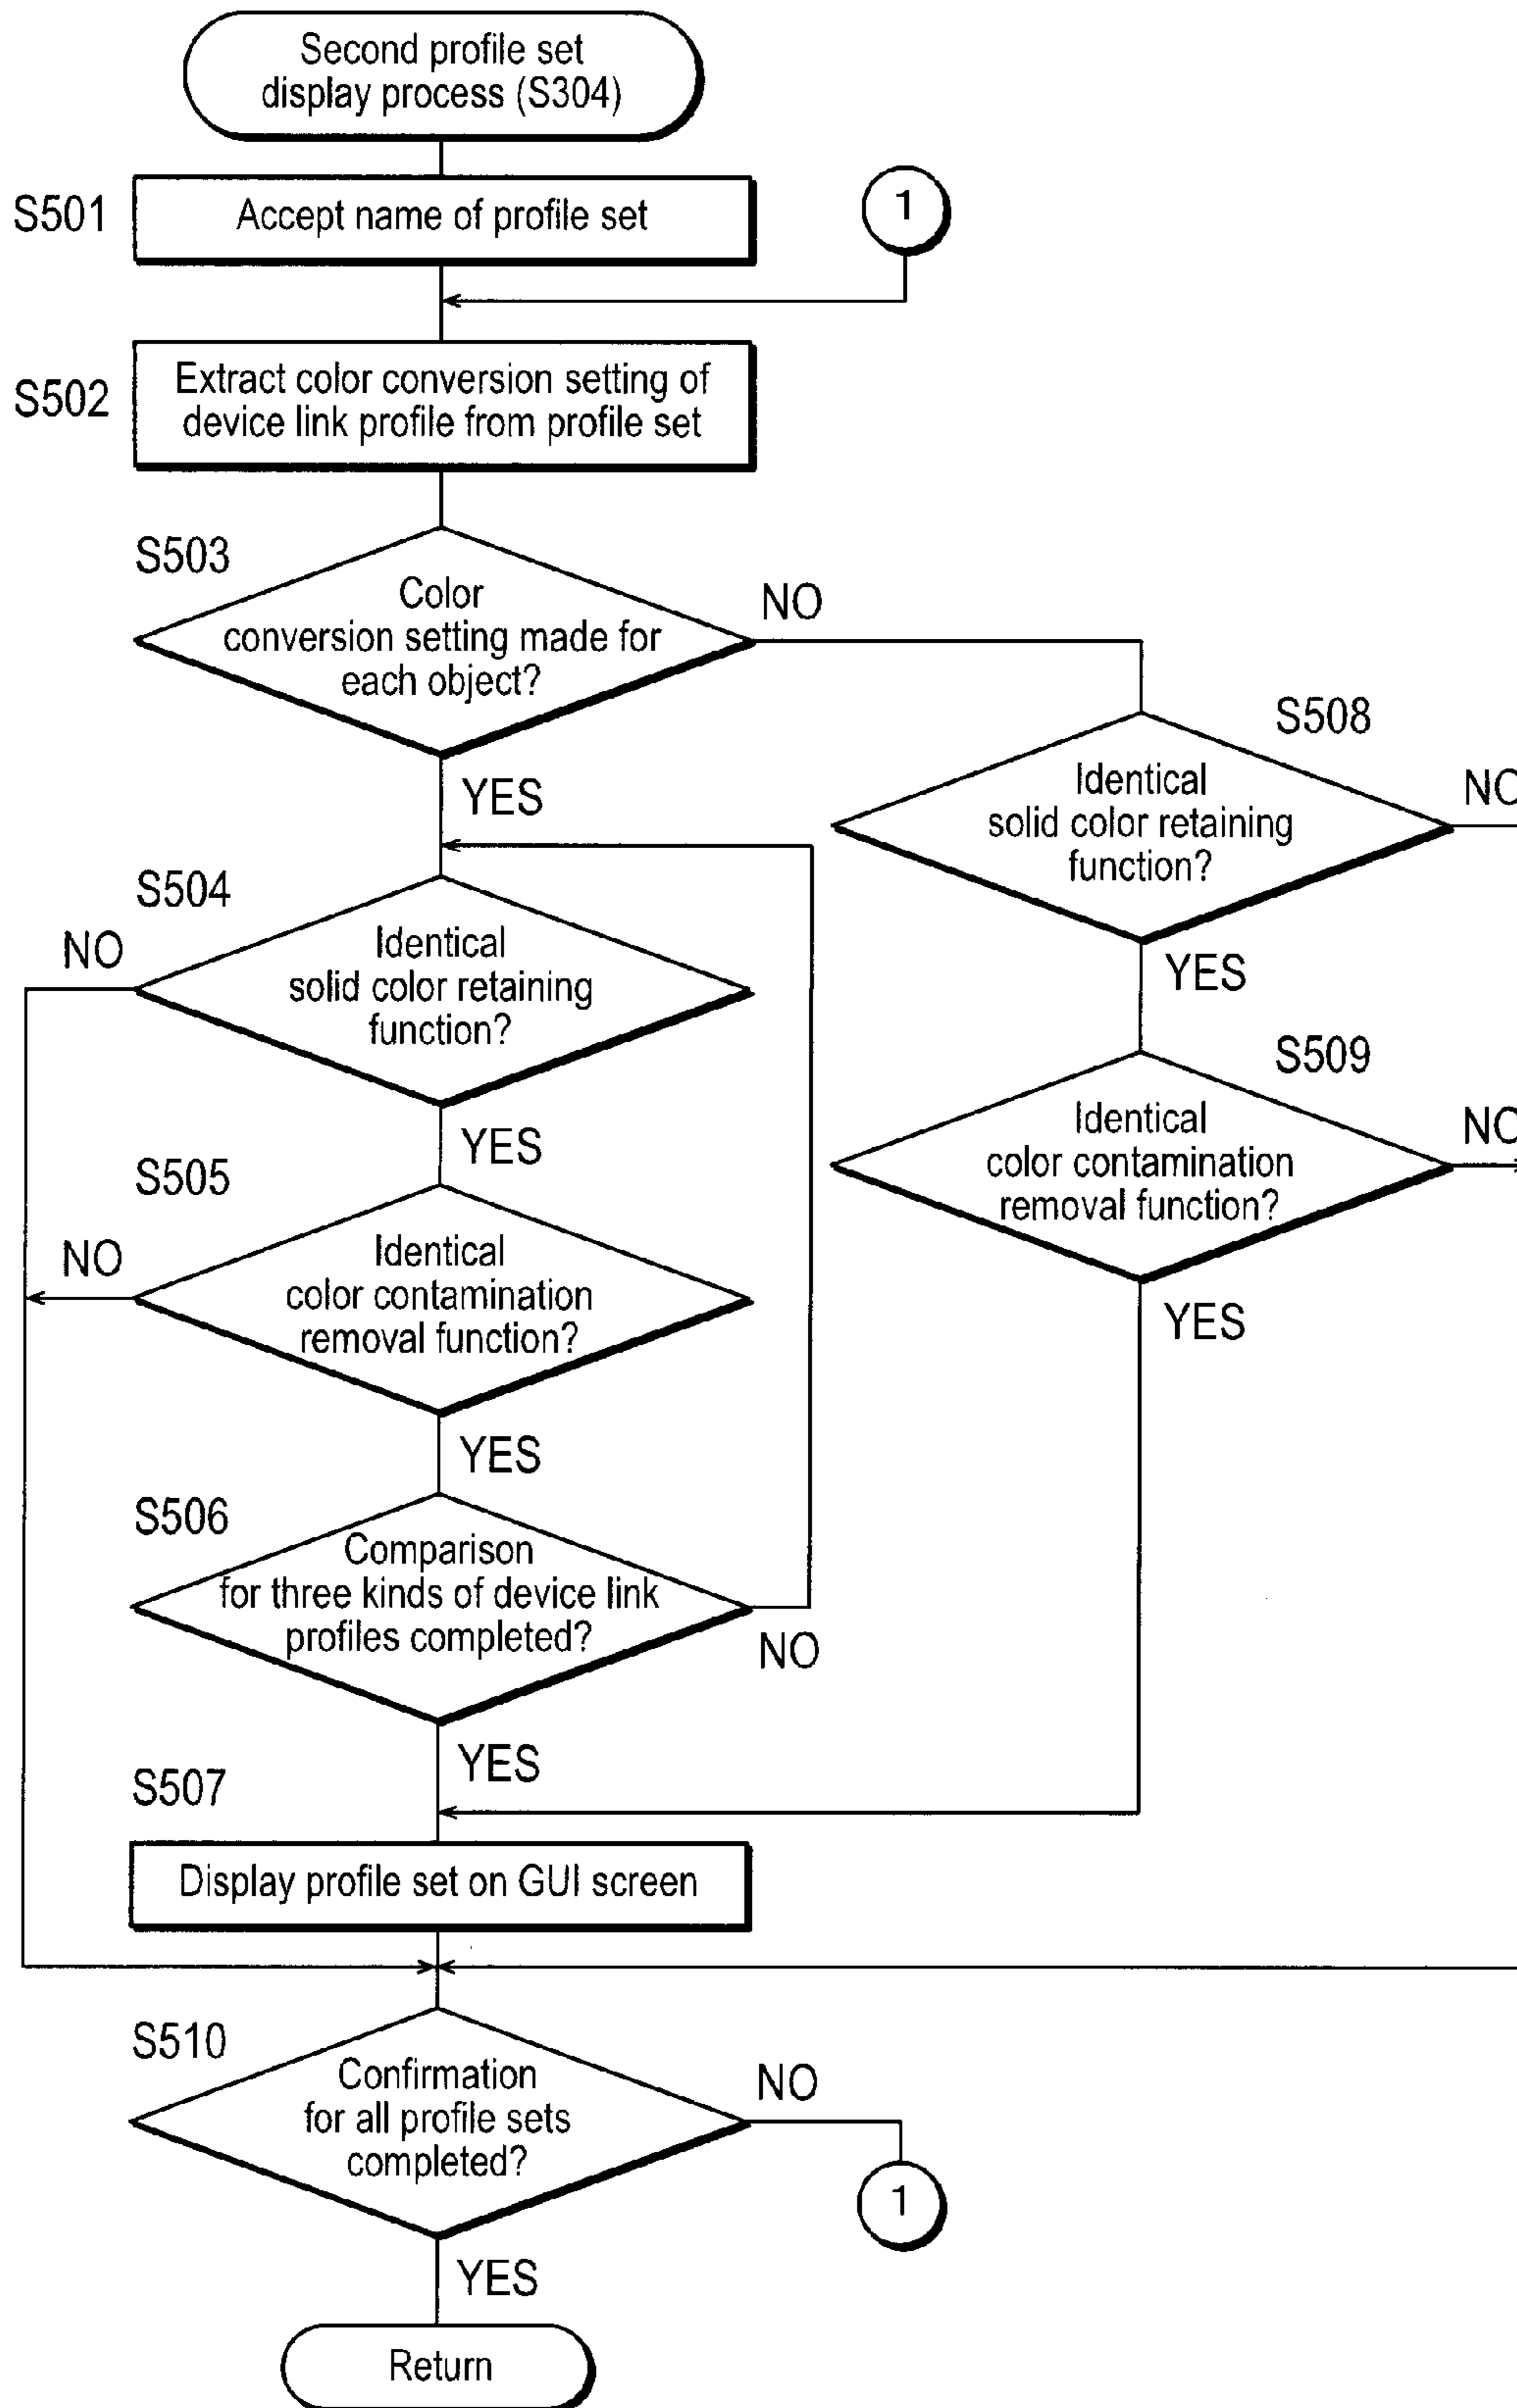 Second profile set
display process (S304)
S501
Accept name of profile set
1
S502
Extract color conversion setting of
device link profile from profile set
S503
Color
conversion setting made for
each object?
NO
YES
S508
Identical
solid color retaining
function?
NO
YES
S504
Identical
solid color retaining
function?
NO
YES
S509
Identical
color contamination
removal function?
NO
YES
S505
Identical
color contamination
removal function?
NO
YES
S506
Comparison
for three kinds of device link
profiles completed?
NO
YES
S507
Display profile set on GUI screen
S510
Confirmation
for all profile sets
completed?
NO
1
YES
Return